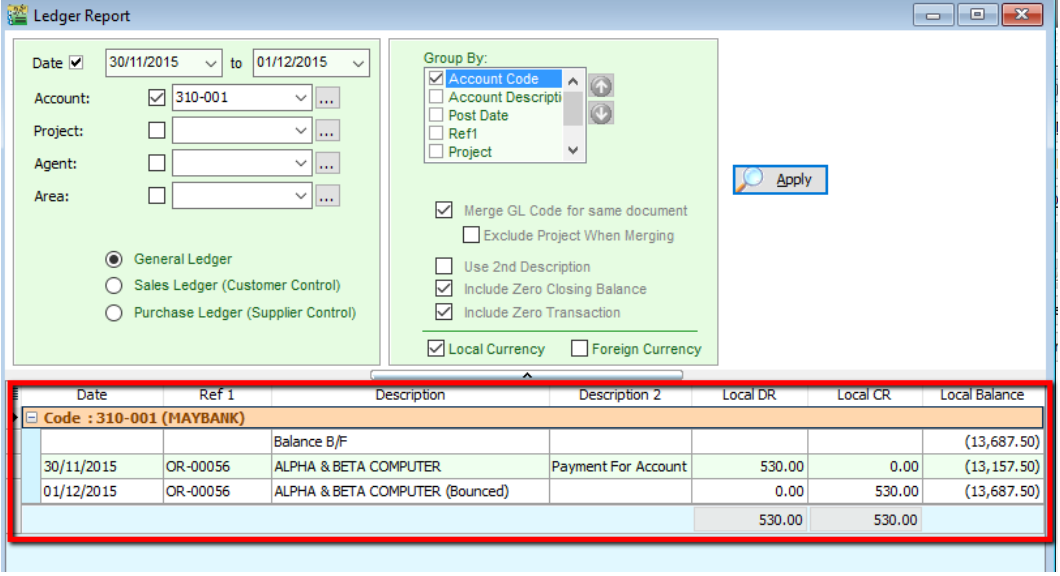 Ledger Report
Date 30/11/2015 to 01/12/2015
Account: 310-001 ...
Project: ...
Agent: ...
Area: ...
General Ledger
Sales Ledger (Customer Control)
Purchase Ledger (Supplier Control)
Group By:
Account Code
Account Descripti
Post Date
Ref1
Project
Merge GL Code for same document
Exclude Project When Merging
Use 2nd Description
Include Zero Closing Balance
Include Zero Transaction
Local Currency Foreign Currency
Apply
Date Ref 1 Description Description 2 Local DR Local CR Local Balance
Code : 310-001 (MAYBANK)
Balance B/F (13,687.50)
30/11/2015 OR-00056 ALPHA & BETA COMPUTER Payment For Account 530.00 0.00 (13,157.50)
01/12/2015 OR-00056 ALPHA & BETA COMPUTER (Bounced) 0.00 530.00 (13,687.50)
530.00 530.00